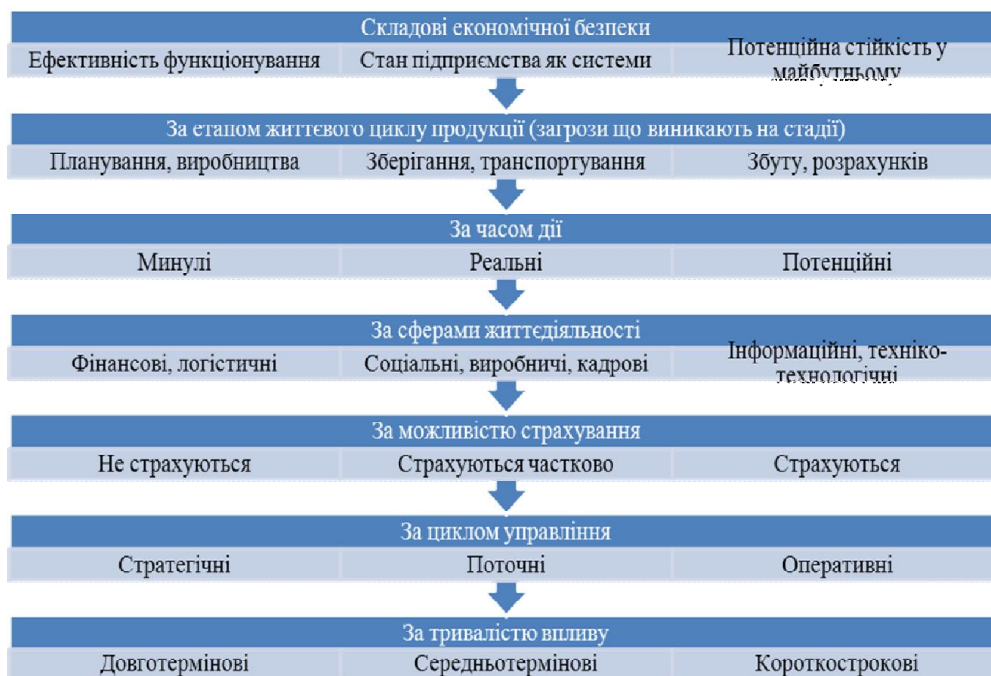 Складові економічної безпеки
Ефективність функціонування Стан підприємства як системи Потенційна стійкість у
майбутньому
За етапом життєвого циклу продукції (загрози що виникають на стадії)
Планування, виробництва Зберігання, транспортування Збуту, розрахунків
За часом дії
Минулі Реальні Потенційні
За сферами життєдіяльності
Фінансові, логістичні Соціальні, виробничі, кадрові Інформаційні, техніко-
технологічні
За можливістю страхування
Не страхуються Страхуються частково Страхуються
За циклом управління
Стратегічні Поточні Оперативні
За тривалістю впливу
Довготермінові Середньотермінові Короткострокові